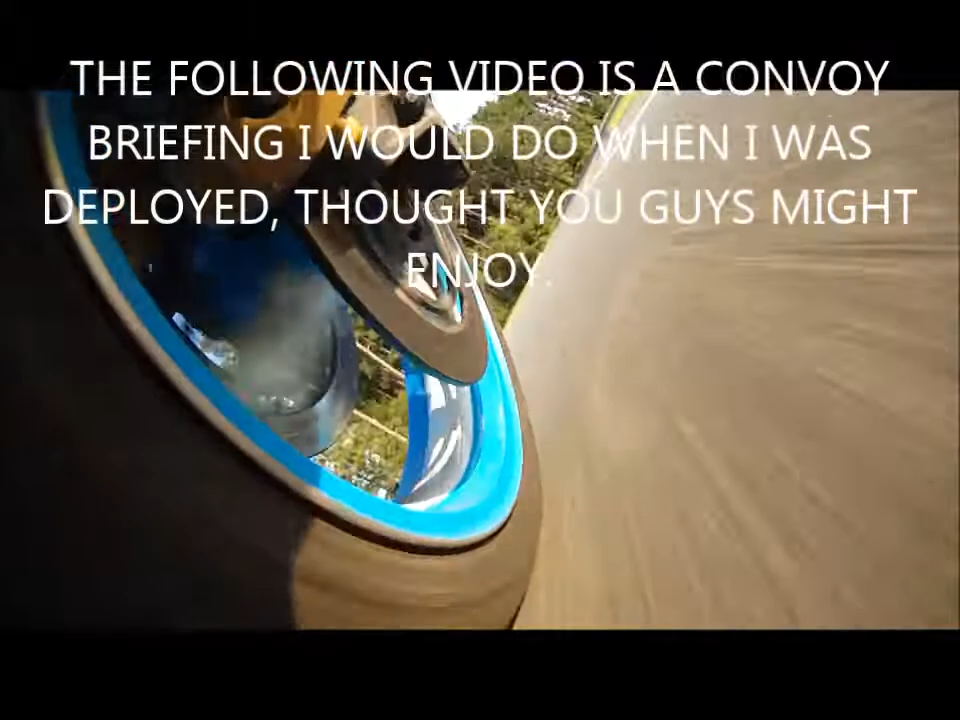 THE FOLLOWING VIDEO IS A CONVOY
BRIEFING I WOULD DO WHEN I WAS
DEPLOYED, THOUGHT YOU GUYS MIGHT
ENJOY.